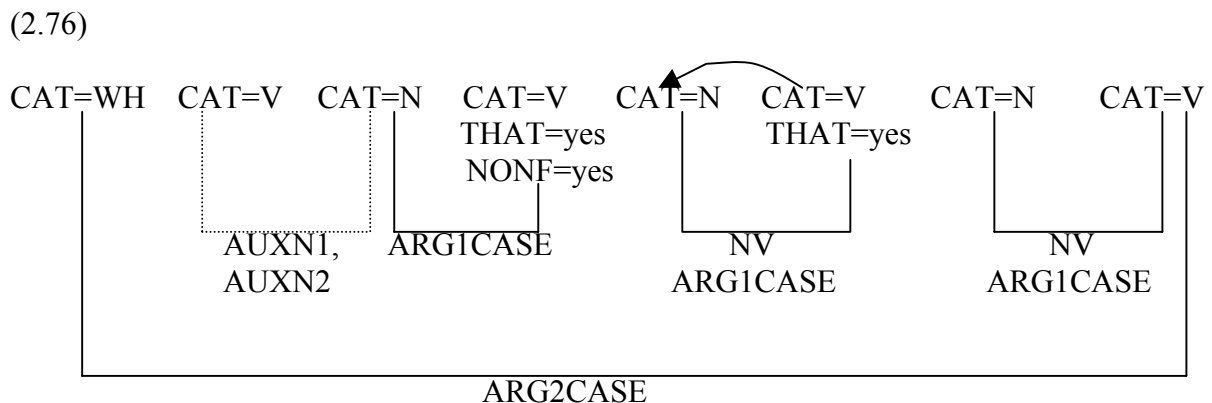 (2.76)
CAT=WH CAT=V CAT=N CAT=V CAT=N CAT=V CAT=N CAT=V
THAT=yes THAT=yes
NONF=yes
AUXN1, ARG1CASE NV NV
AUXN2 ARG1CASE ARG1CASE
ARG2CASE